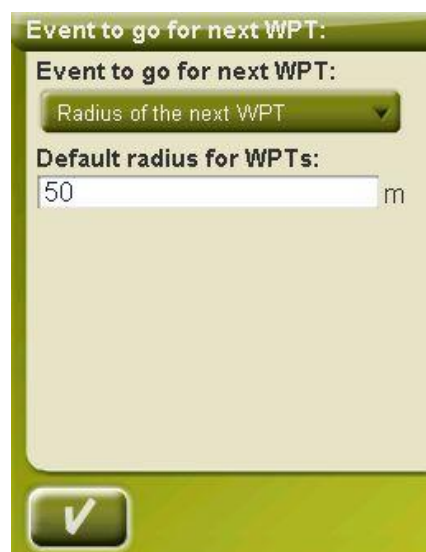 Event to go for next WPT:
Event to go for next WPT:
Radius of the next WPT
Default radius for WPTs:
50 m